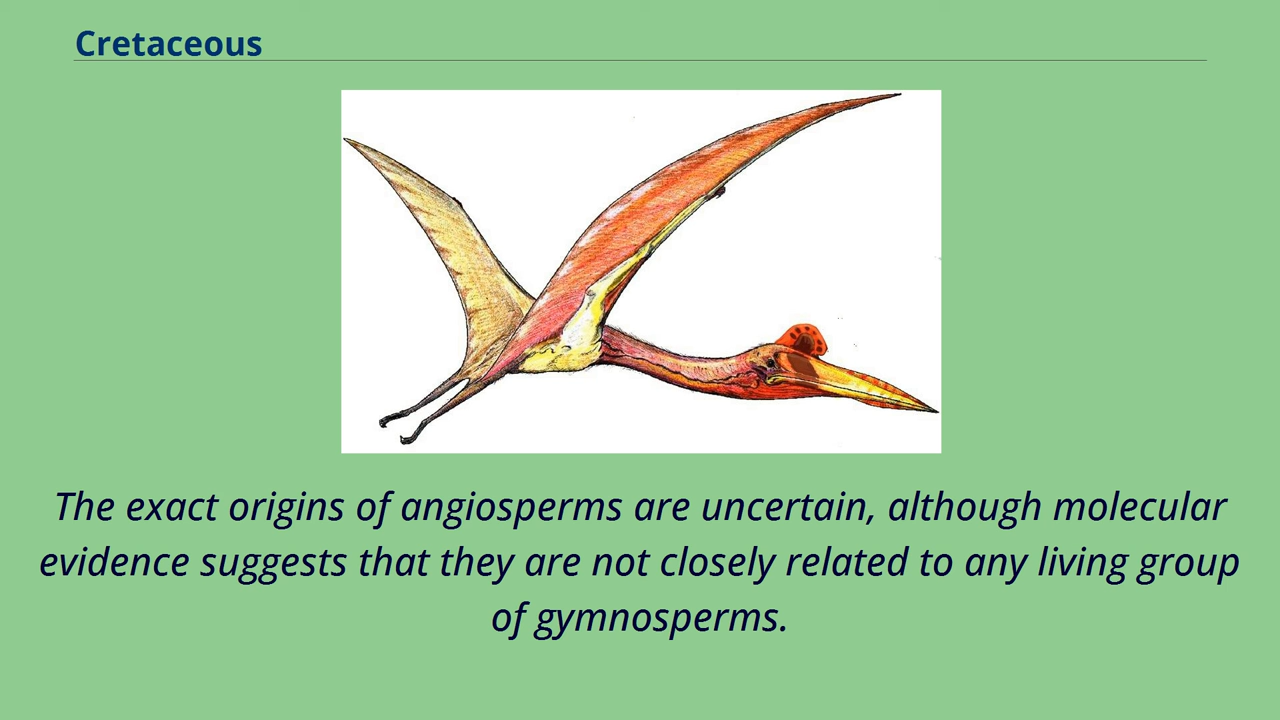 Cretaceous
The exact origins of angiosperms are uncertain, although molecular
evidence suggests that they are not closely related to any living group
of gymnosperms.